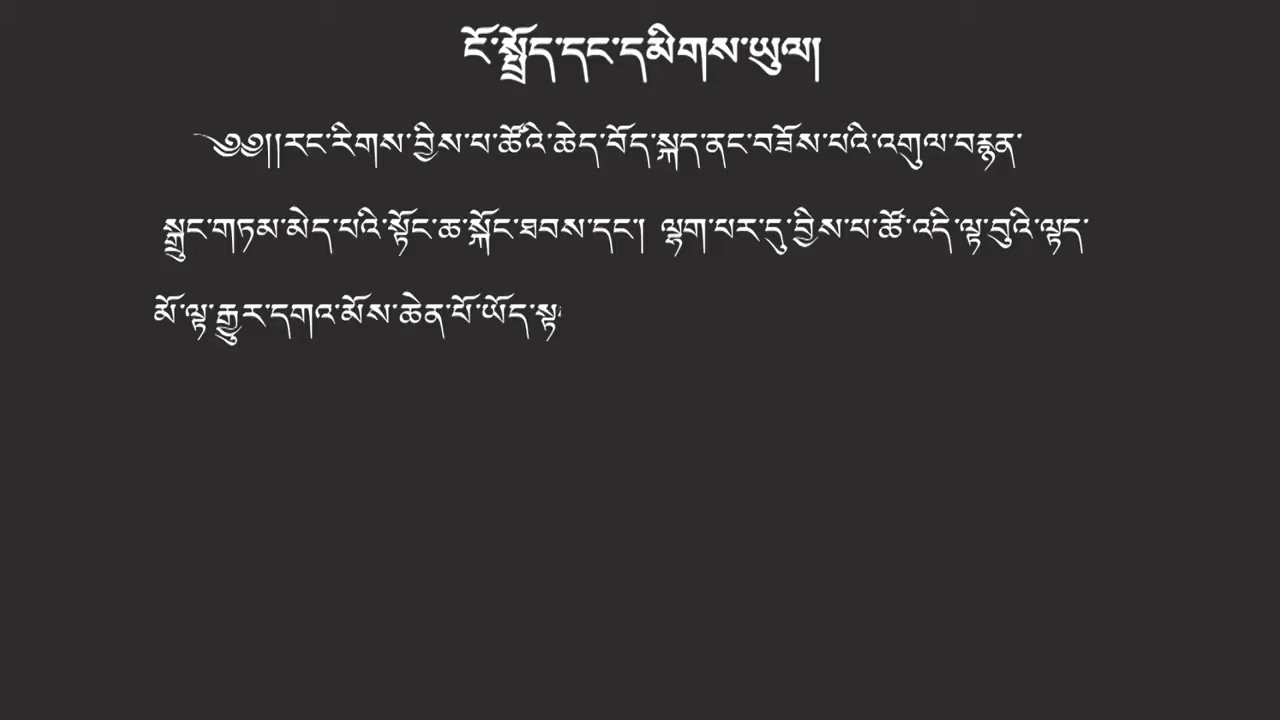 ངོ་སྤྲོད་དང་དམིགས་ཡུལ།
༄༅།།རང་རིགས་བྱིས་པ་ཚོའི་ཆེད་བོད་སྐད་ནང་བཟོས་པའི་འགུལ་བརྙན་
སྒྲུང་གཏམ་མེད་པའི་སྟོང་ཆ་སྐོང་ཐབས་དང་། ལྷག་པར་དུ་བྱིས་པ་ཚོ་འདི་ལྟ་བུའི་ལྟད་
མོ་ལྟ་རྒྱུར་དགའ་མོས་ཆེན་པོ་ཡོད་